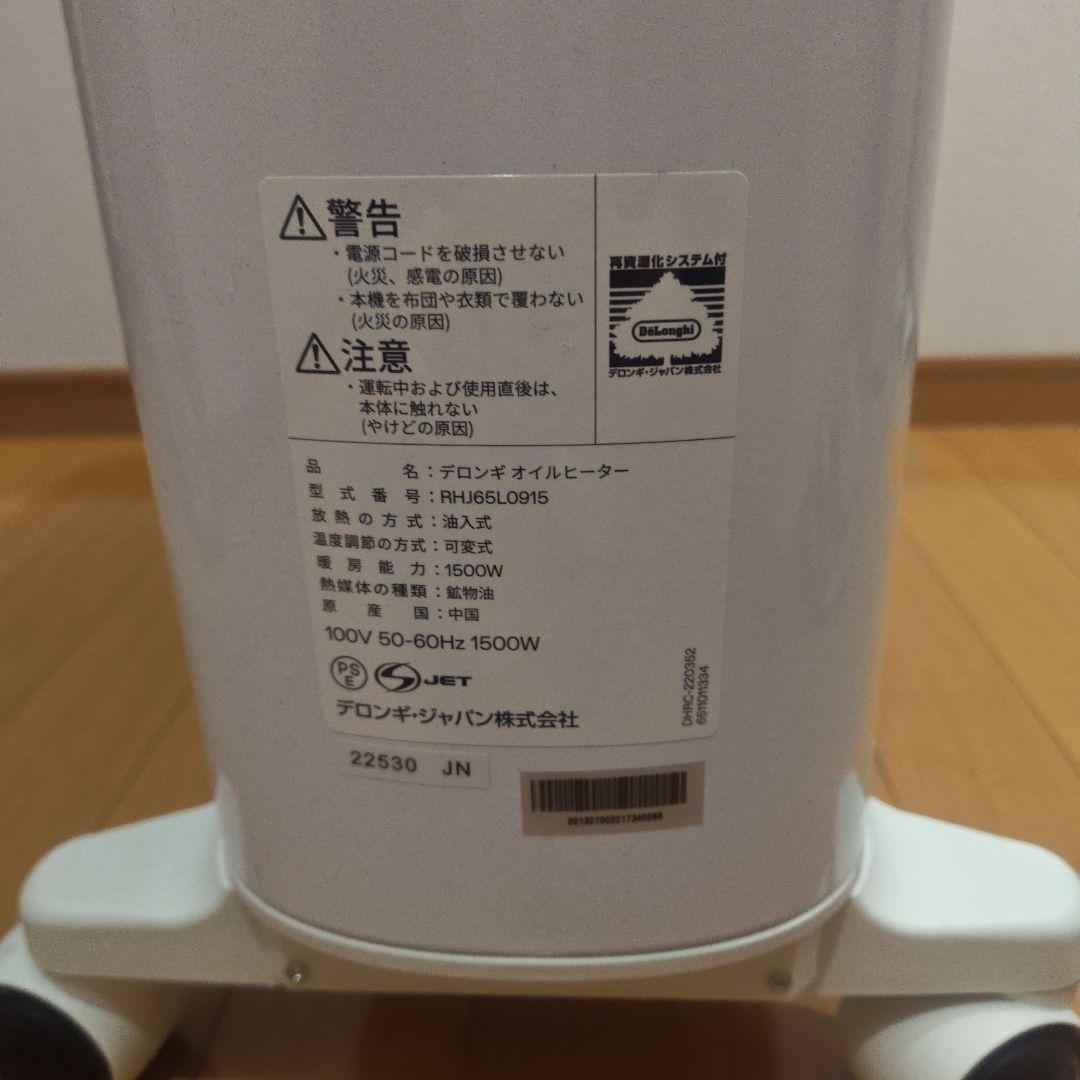 警告
・電源コードを破損させない
(火災、感電の原因)
・本機を布団や衣類で覆わない
(火災の原因)
注意
・運転中および使用直後は、
本体に触れない
(やけどの原因)
再資源化システム付
DeLonghi
デロンギ・ジャパン株式会社
品名：デロンギ オイルヒーター
型式番号：RHJ65L0915
放熱の方式：油入式
温度調節の方式：可変式
暖房能力：1500W
熱媒体の種類：鉱物油
原産国：中国
100V 50-60Hz 1500W
PSE
JET
デロンギ・ジャパン株式会社
DHRC-220352
6511011334
22530 JN
001327002217340288